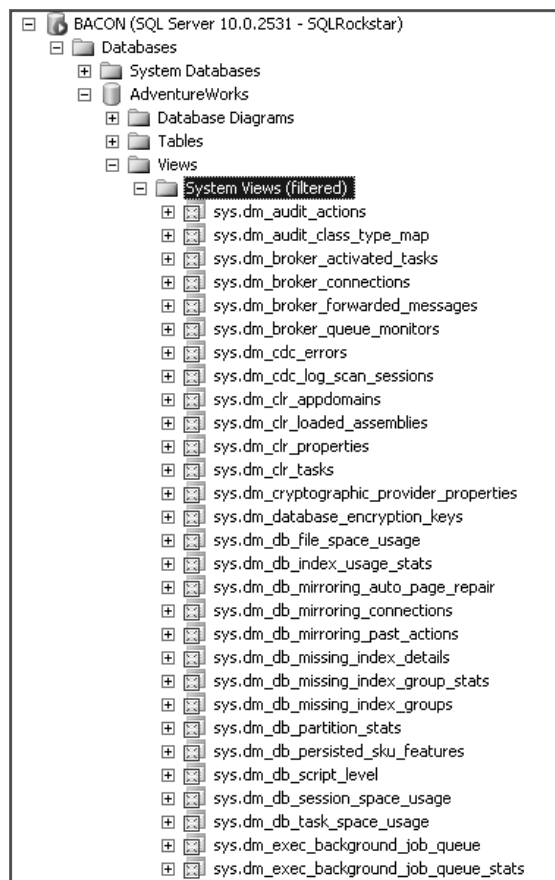 BACON (SQL Server 10.0.2531 - SQLRockstar)
Databases
System Databases
AdventureWorks
Database Diagrams
Tables
Views
System Views (filtered)
sys.dm_audit_actions
sys.dm_audit_class_type_map
sys.dm_broker_activated_tasks
sys.dm_broker_connections
sys.dm_broker_forwarded_messages
sys.dm_broker_queue_monitors
sys.dm_cdc_errors
sys.dm_cdc_log_scan_sessions
sys.dm_clr_appdomains
sys.dm_clr_loaded_assemblies
sys.dm_clr_properties
sys.dm_clr_tasks
sys.dm_cryptographic_provider_properties
sys.dm_database_encryption_keys
sys.dm_db_file_space_usage
sys.dm_db_index_usage_stats
sys.dm_db_mirroring_auto_page_repair
sys.dm_db_mirroring_connections
sys.dm_db_mirroring_past_actions
sys.dm_db_missing_index_details
sys.dm_db_missing_index_group_stats
sys.dm_db_missing_index_groups
sys.dm_db_partition_stats
sys.dm_db_persisted_sku_features
sys.dm_db_script_level
sys.dm_db_session_space_usage
sys.dm_db_task_space_usage
sys.dm_exec_background_job_queue
sys.dm_exec_background_job_queue_stats